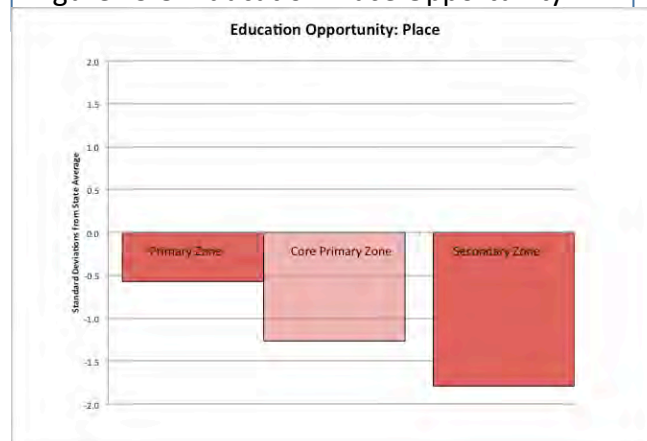 Education Opportunity: Place
2.0
1.5
1.0
0.5
0.0
-0.5
-1.0
-1.5
-2.0
Standard Deviations from State Average
Primary Zone
Core Primary Zone
Secondary Zone